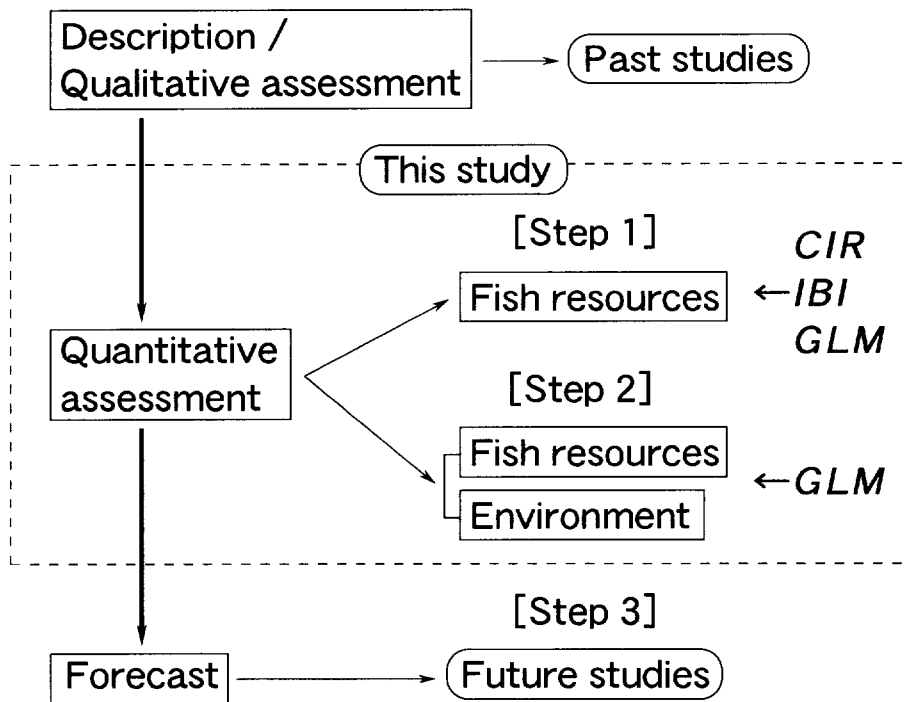 Description /
Qualitative assessment
Past studies
This study
[Step 1]
Fish resources
←
CIR
IBI
GLM
Quantitative
assessment
[Step 2]
Fish resources
Environment
←GLM
[Step 3]
Forecast
Future studies